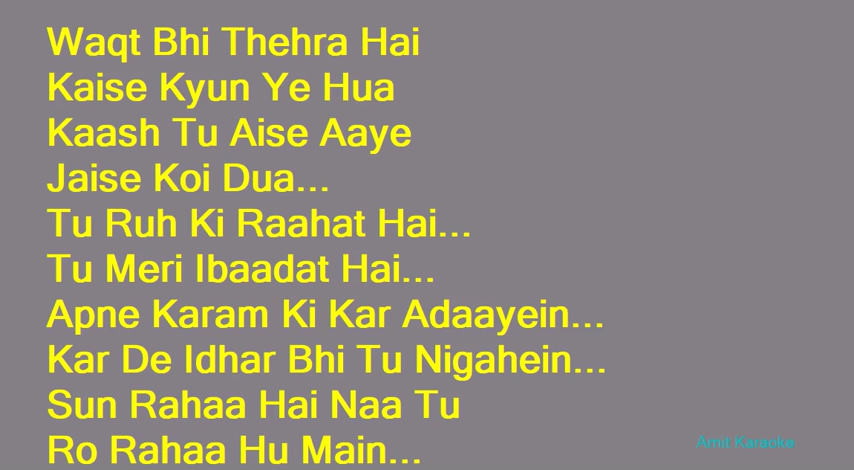 Waqt Bhi Thehra Hai
Kaise Kyun Ye Hua
Kaash Tu Aise Aaye
Jaise Koi Dua...
Tu Ruh Ki Raahat Hai...
Tu Meri Ibaadat Hai...
Apne Karam Ki Kar Adaayein...
Kar De Idhar Bhi Tu Nigahein...
Sun Rahaa Hai Naa Tu
Ro Rahaa Hu Main...
Amit Karaoke